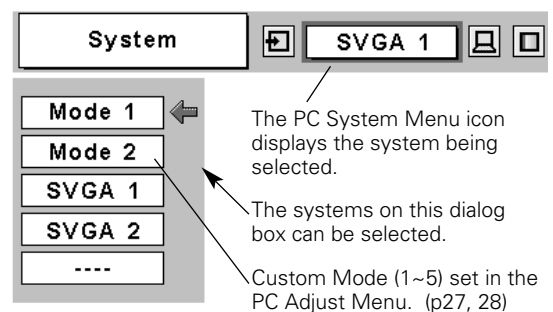 System
SVGA 1
Mode 1
Mode 2
SVGA 1
SVGA 2
----
The PC System Menu icon
displays the system being
selected.
The systems on this dialog
box can be selected.
Custom Mode (1~5) set in the
PC Adjust Menu. (p27, 28)